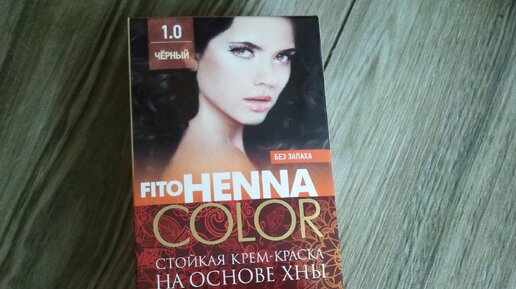 1.0
ЧЁРНЫЙ
БЕЗ ЗАПАХА
FITOHENNA
COLOR
СТОЙКАЯ КРЕМ-КРАСКА
НА ОСНОВЕ ХНЫ